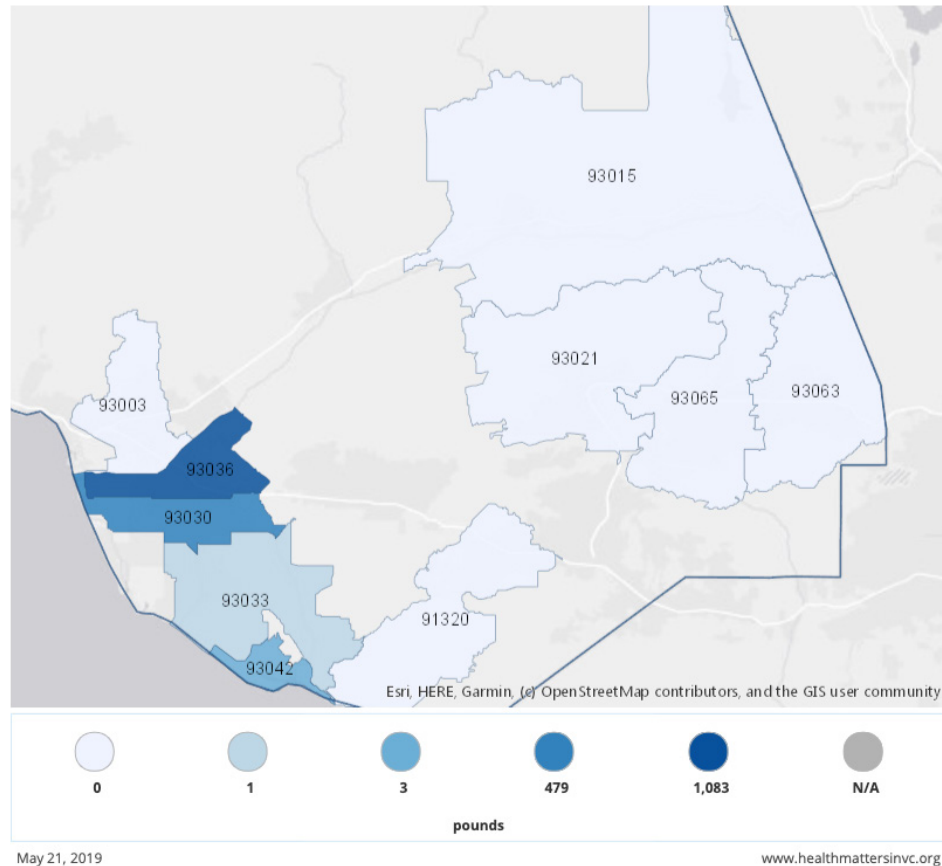 93015
93021
93065
93063
93003
93036
93030
93033
91320
93042
Esri, HERE, Garmin, (c) OpenStreetMap contributors, and the GIS user community
0 1 3 479 1,083 N/A
pounds
May 21, 2019 www.healthmattersinvc.org